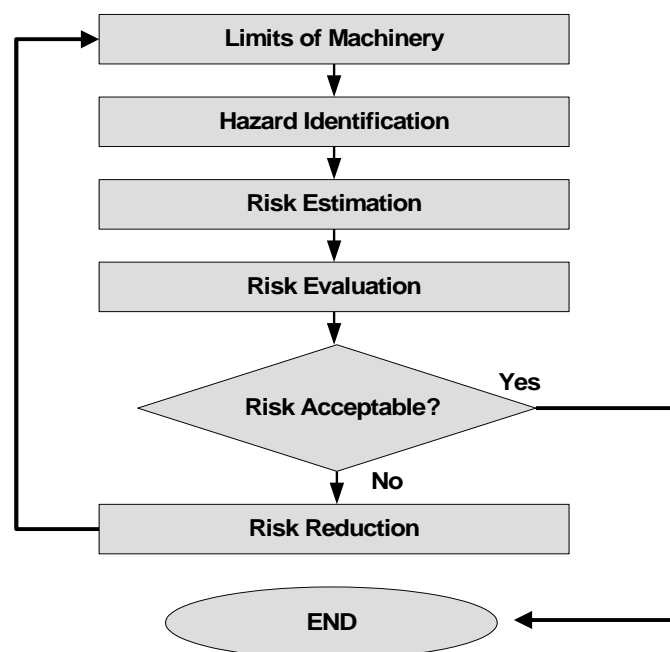 Limits of Machinery
Hazard Identification
Risk Estimation
Risk Evaluation
Risk Acceptable?
Yes
No
Risk Reduction
END